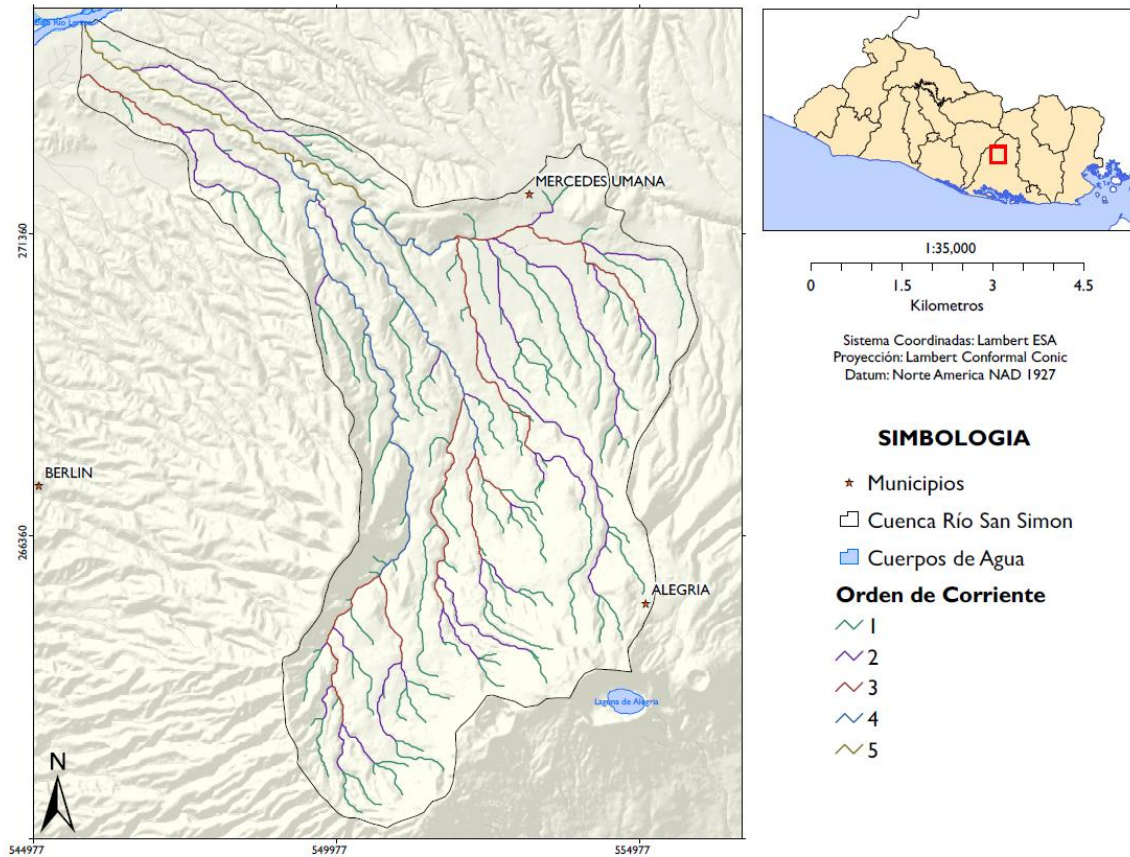 MERCEDES UMANA
BERLIN
ALEGRIA
Laguna de Alegria
N
271360
266360
544977
549977
554977
1:35,000
0 1.5 3 4.5
Kilometros
Sistema Coordinadas: Lambert ESA
Proyección: Lambert Conformal Conic
Datum: Norte America NAD 1927
SIMBOLOGIA
Municipios
Cuenca Río San Simon
Cuerpos de Agua
Orden de Corriente
1
2
3
4
5